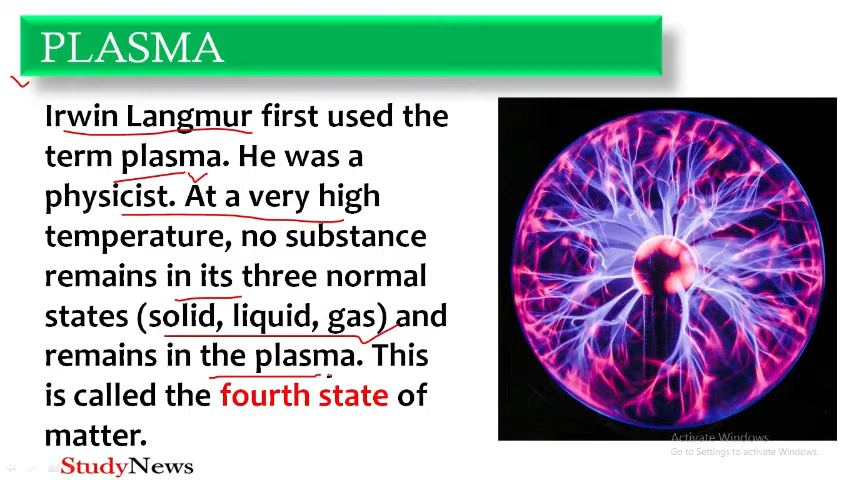 PLASMA
Irwin Langmur first used the
term plasma. He was a
physicist. At a very high
temperature, no substance
remains in its three normal
states (solid, liquid, gas) and
remains in the plasma. This
is called the fourth state of
matter.
StudyNews
Activate Windows
Go to Settings to activate Windows.